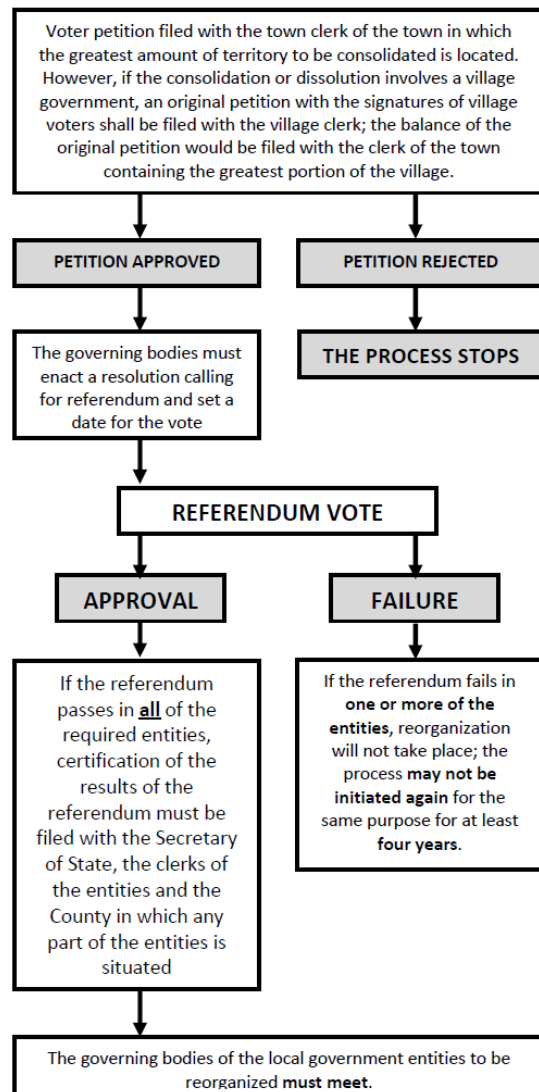 Voter petition filed with the town clerk of the town in which
the greatest amount of territory to be consolidated is located.
However, if the consolidation or dissolution involves a village
government, an original petition with the signatures of village
voters shall be filed with the village clerk; the balance of the
original petition would be filed with the clerk of the town
containing the greatest portion of the village.
PETITION APPROVED
PETITION REJECTED
The governing bodies must
enact a resolution calling
for referendum and set a
date for the vote
THE PROCESS STOPS
REFERENDUM VOTE
APPROVAL
FAILURE
If the referendum
passes in all of the
required entities,
certification of the
results of the
referendum must be
filed with the Secretary
of State, the clerks of
the entities and the
County in which any
part of the entities is
situated
If the referendum fails in
one or more of the
entities, reorganization
will not take place; the
process may not be
initiated again for the
same purpose for at least
four years.
The governing bodies of the local government entities to be
reorganized must meet.